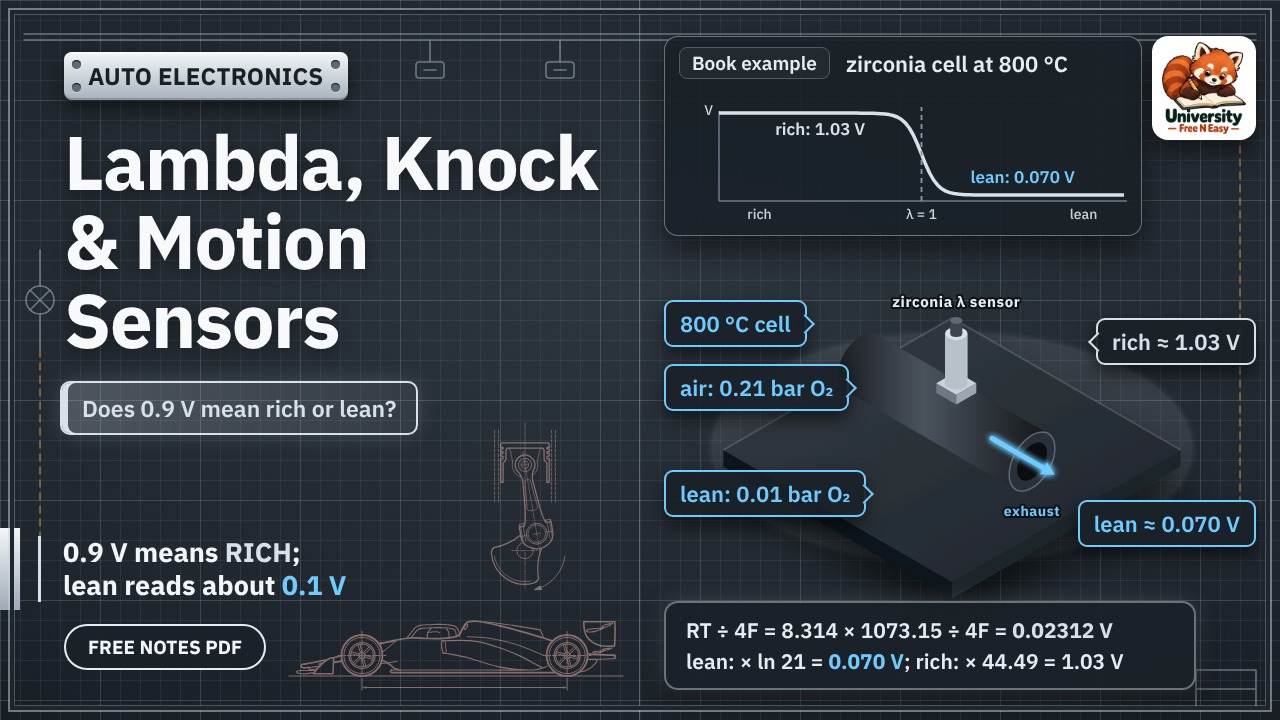 AUTO ELECTRONICS
Lambda, Knock
& Motion
Sensors
Does 0.9 V mean rich or lean?
0.9 V means RICH;
lean reads about 0.1 V
FREE NOTES PDF
Book example
zirconia cell at 800 °C
V
rich: 1.03 V
lean: 0.070 V
rich
λ = 1
lean
University
Free N Easy
zirconia λ sensor
800 °C cell
rich ≈ 1.03 V
air: 0.21 bar O₂
lean: 0.01 bar O₂
exhaust
lean ≈ 0.070 V
RT ÷ 4F = 8.314 × 1073.15 ÷ 4F = 0.02312 V
lean: × ln 21 = 0.070 V; rich: × 44.49 = 1.03 V